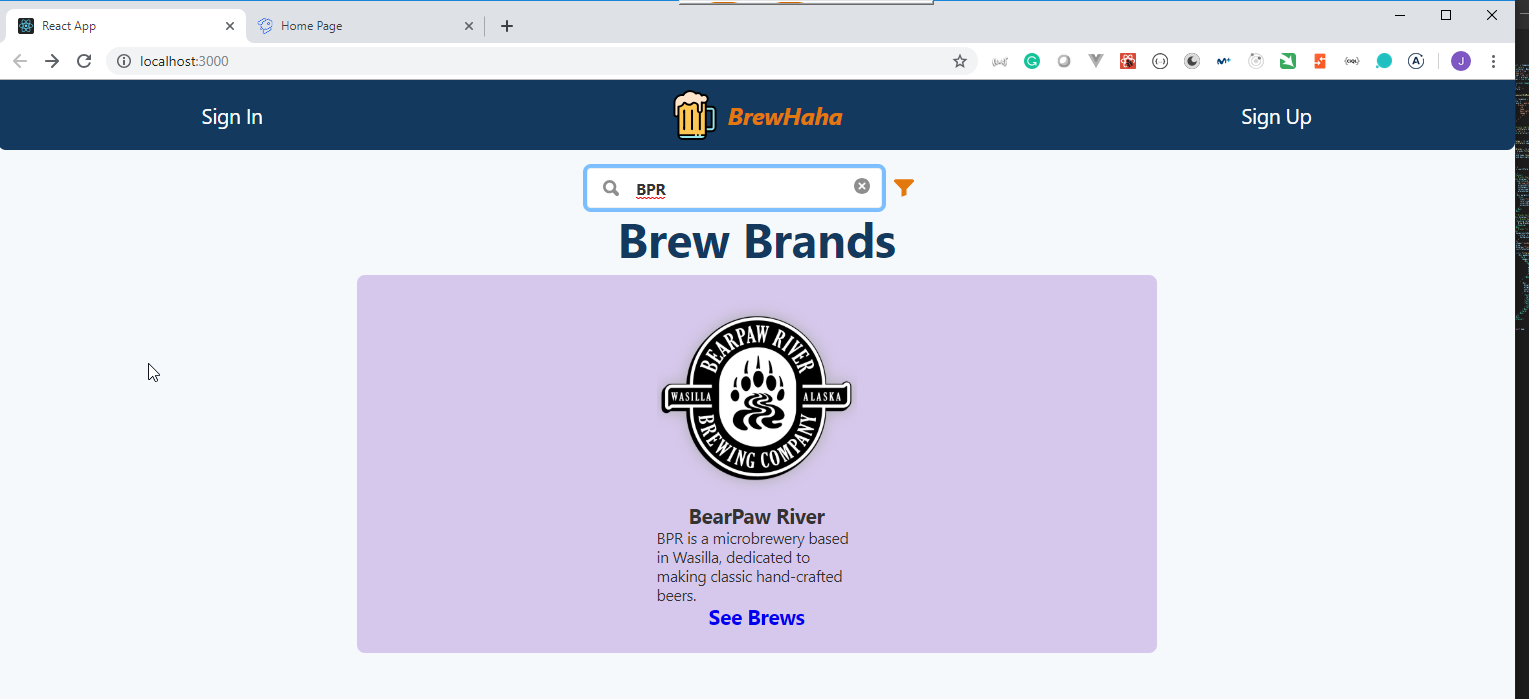 React App
Home Page
localhost:3000
J
Sign In
BrewHaha
Sign Up
BPR
Brew Brands
BEARPAW RIVER
WASILLA
ALASKA
BREWING COMPANY
BearPaw River
BPR is a microbrewery based
in Wasilla, dedicated to
making classic hand-crafted
beers.
See Brews